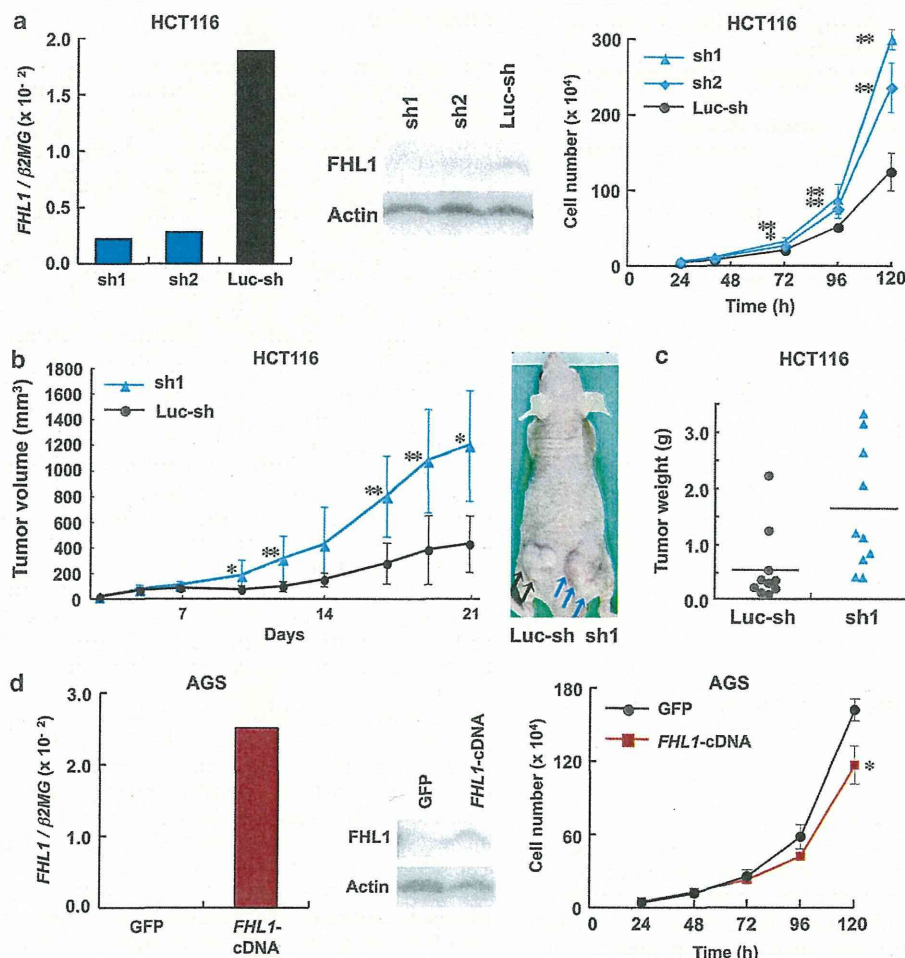 a
HCT116
FHL1 / β2MG (x 10⁻²)
2.0
1.5
1.0
0.5
0.0
sh1 sh2 Luc-sh
sh1
sh2
Luc-sh
FHL1
Actin
HCT116
sh1
sh2
Luc-sh
Cell number (x 10⁴)
300
200
100
0
0 24 48 72 96 120
Time (h)
**
**
**
**
**
*
b
HCT116
sh1
Luc-sh
Tumor volume (mm³)
1800
1600
1400
1200
1000
800
600
400
200
0
7 14 21
Days
*
**
**
**
*
Luc-sh sh1
c
HCT116
Tumor weight (g)
4.0
3.0
2.0
1.0
0.0
Luc-sh sh1
d
AGS
FHL1 / β2MG (x 10⁻²)
3.0
2.0
1.0
0.0
GFP FHL1-
cDNA
GFP
FHL1-cDNA
FHL1
Actin
AGS
GFP
FHL1-cDNA
Cell number (x 10⁴)
180
120
60
0
0 24 48 72 96 120
Time (h)
*